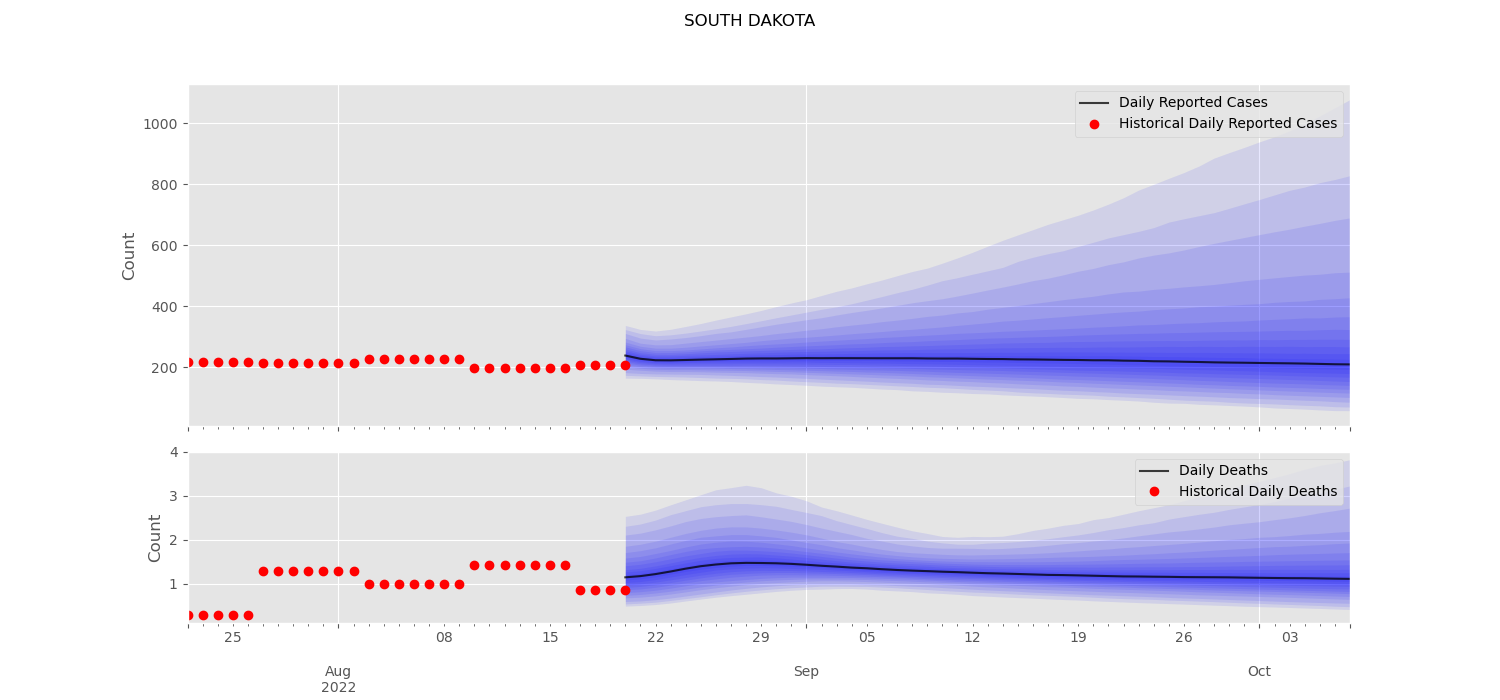 SOUTH DAKOTA
Daily Reported Cases
Historical Daily Reported Cases
1000
800
600
400
200
Count
Daily Deaths
Historical Daily Deaths
4
3
2
1
Count
25 08 15 22 29 05 12 19 26 03
Aug Sep Oct
2022